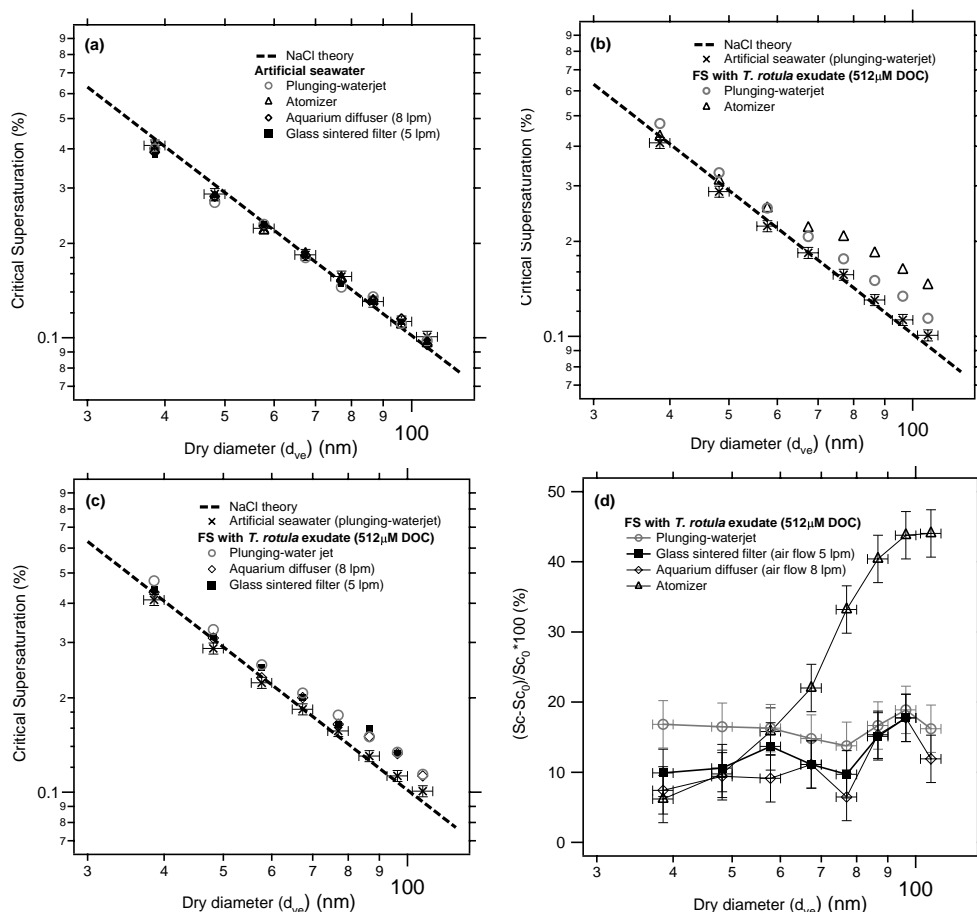 (a)
NaCl theory
Artificial seawater
Plunging-waterjet
Atomizer
Aquarium diffuser (8 lpm)
Glass sintered filter (5 lpm)
Critical Supersaturation (%)
9
8
7
6
5
4
3
2
0.1
9
8
7
3
4
5
6
7
8
9
100
Dry diameter (dve) (nm)
(b)
NaCl theory
Artificial seawater (plunging-waterjet)
FS with T. rotula exudate (512µM DOC)
Plunging-waterjet
Atomizer
Critical Supersaturation (%)
9
8
7
6
5
4
3
2
0.1
9
8
7
3
4
5
6
7
8
9
100
Dry diameter (dve) (nm)
(c)
NaCl theory
Artificial seawater (plunging-waterjet)
FS with T. rotula exudate (512µM DOC)
Plunging-water jet
Aquarium diffuser (8 lpm)
Glass sintered filter (5 lpm)
Critical Supersaturation (%)
9
8
7
6
5
4
3
2
0.1
9
8
7
3
4
5
6
7
8
9
100
Dry diameter (dve) (nm)
(d)
FS with T. rotula exudate (512µM DOC)
Plunging-waterjet
Glass sintered filter (air flow 5 lpm)
Aquarium diffuser (air flow 8 lpm)
Atomizer
(Sc-Sc0)/Sc0*100 (%)
50
40
30
20
10
0
3
4
5
6
7
8
9
100
Dry diameter (dve) (nm)